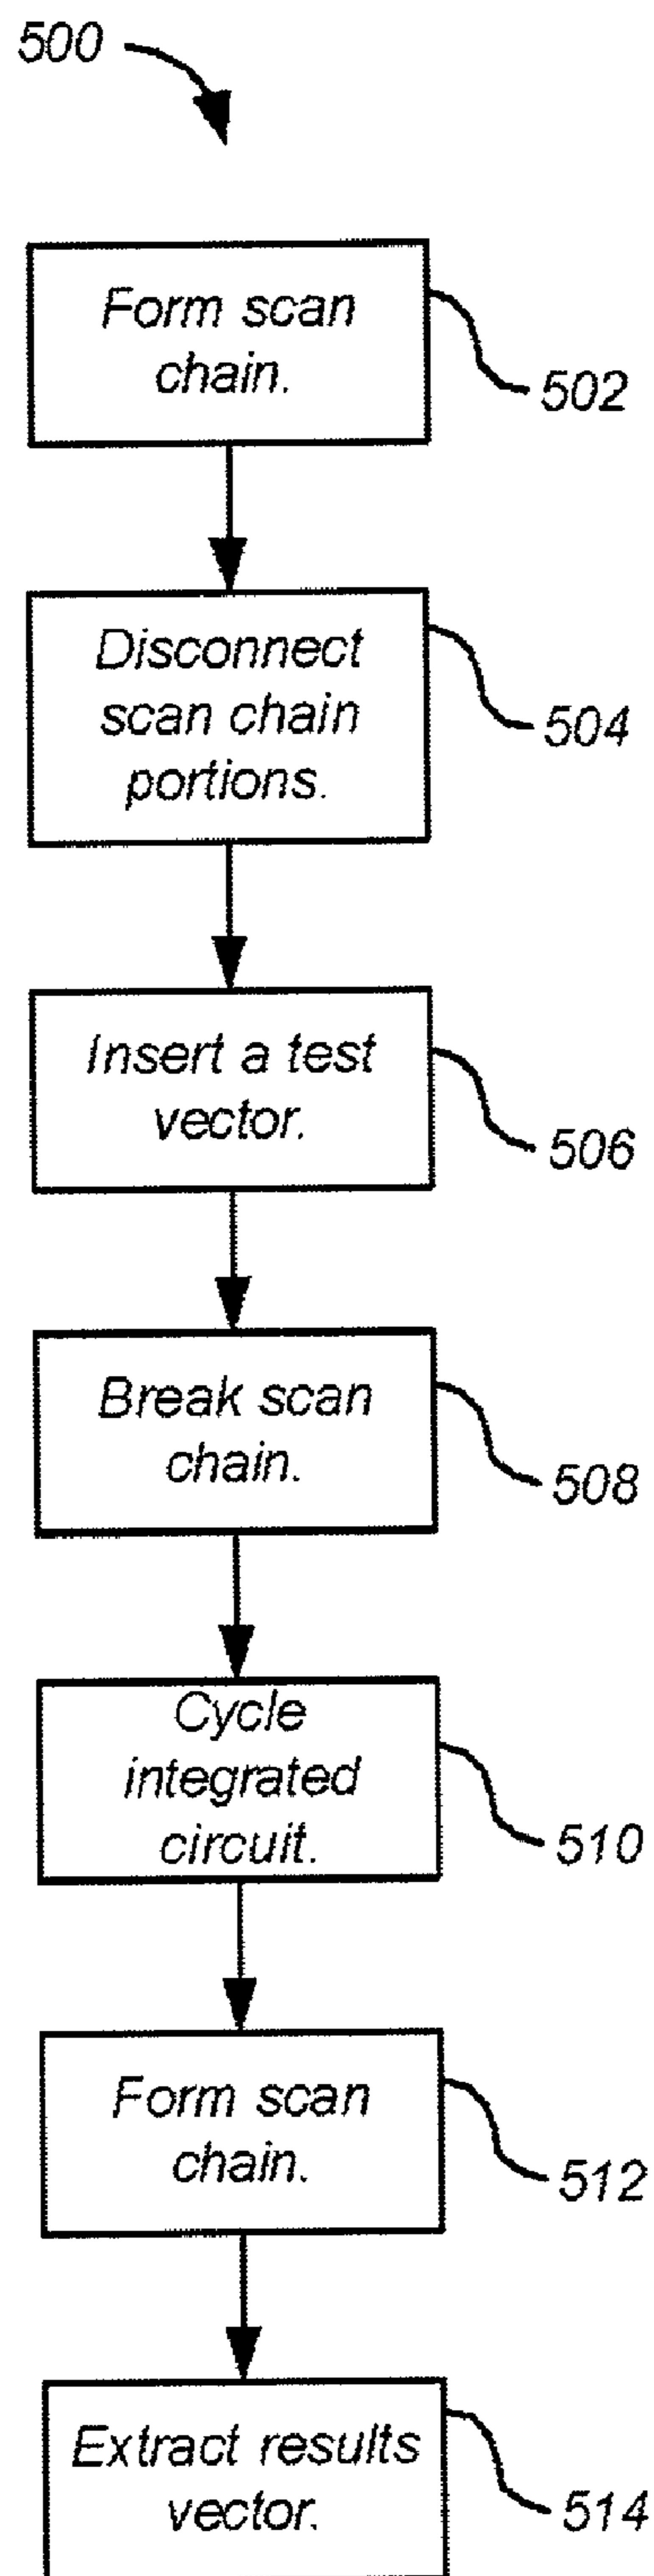 500
Form scan
chain.
502
Disconnect
scan chain
portions.
504
Insert a test
vector.
506
Break scan
chain.
508
Cycle
integrated
circuit.
510
Form scan
chain.
512
Extract results
vector.
514